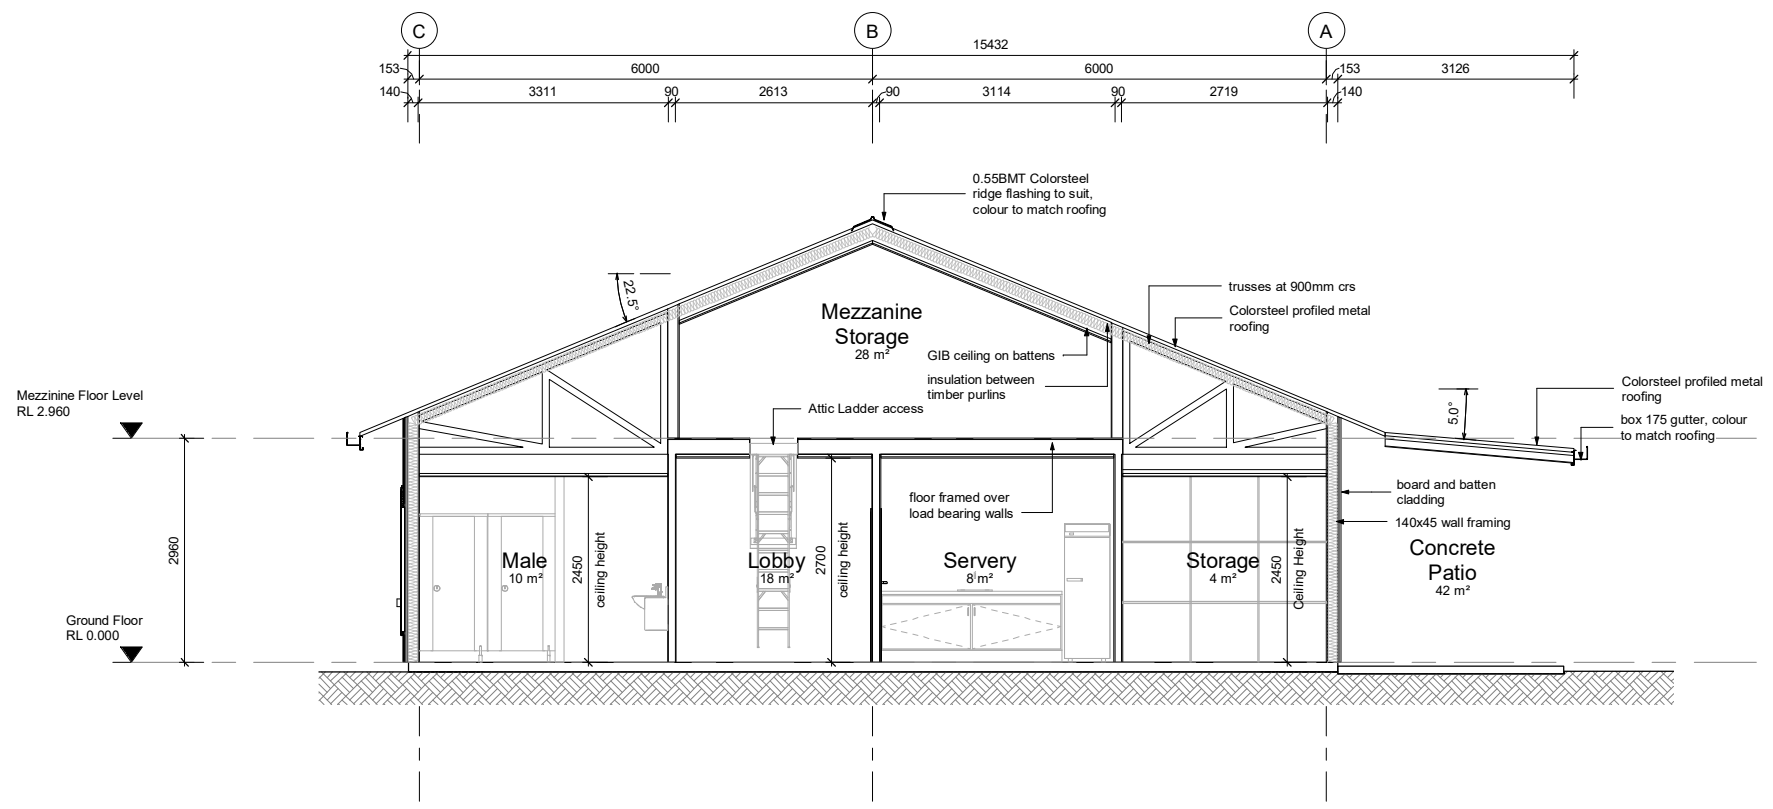 C
B
A
15432
153
6000
6000
153
3126
140
3311
90
2613
90
3114
90
2719
140
0.55BMT Colorsteel
ridge flashing to suit,
colour to match roofing
22.5°
trusses at 900mm crs
Colorsteel profiled metal
roofing
Mezzanine
Storage
28 m²
GIB ceiling on battens
insulation between
timber purlins
Attic Ladder access
Mezzinine Floor Level
RL 2.960
5.0°
Colorsteel profiled metal
roofing
box 175 gutter, colour
to match roofing
board and batten
cladding
140x45 wall framing
floor framed over
load bearing walls
2960
Male
10 m²
2450
ceiling height
Lobby
18 m²
2700
ceiling height
Servery
8 m²
Storage
4 m²
2450
Ceiling Height
Concrete
Patio
42 m²
Ground Floor
RL 0.000